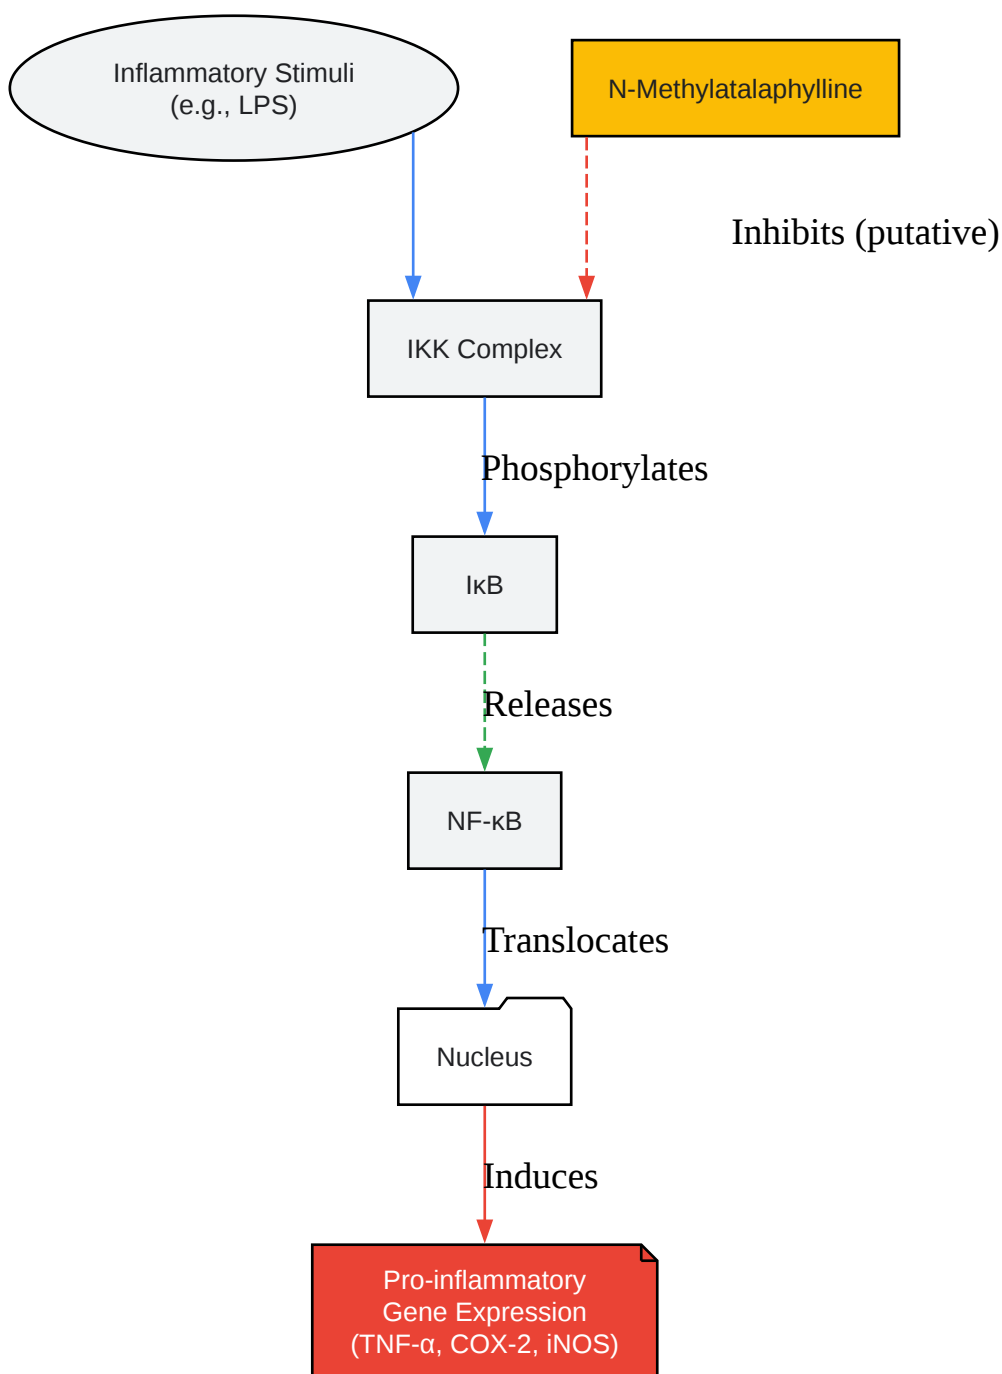 Inflammatory Stimuli
(e.g., LPS)
N-Methylatalaphylline
Inhibits (putative)
IKK Complex
Phosphorylates
IκB
Releases
NF-κB
Translocates
Nucleus
Induces
Pro-inflammatory
Gene Expression
(TNF-α, COX-2, iNOS)